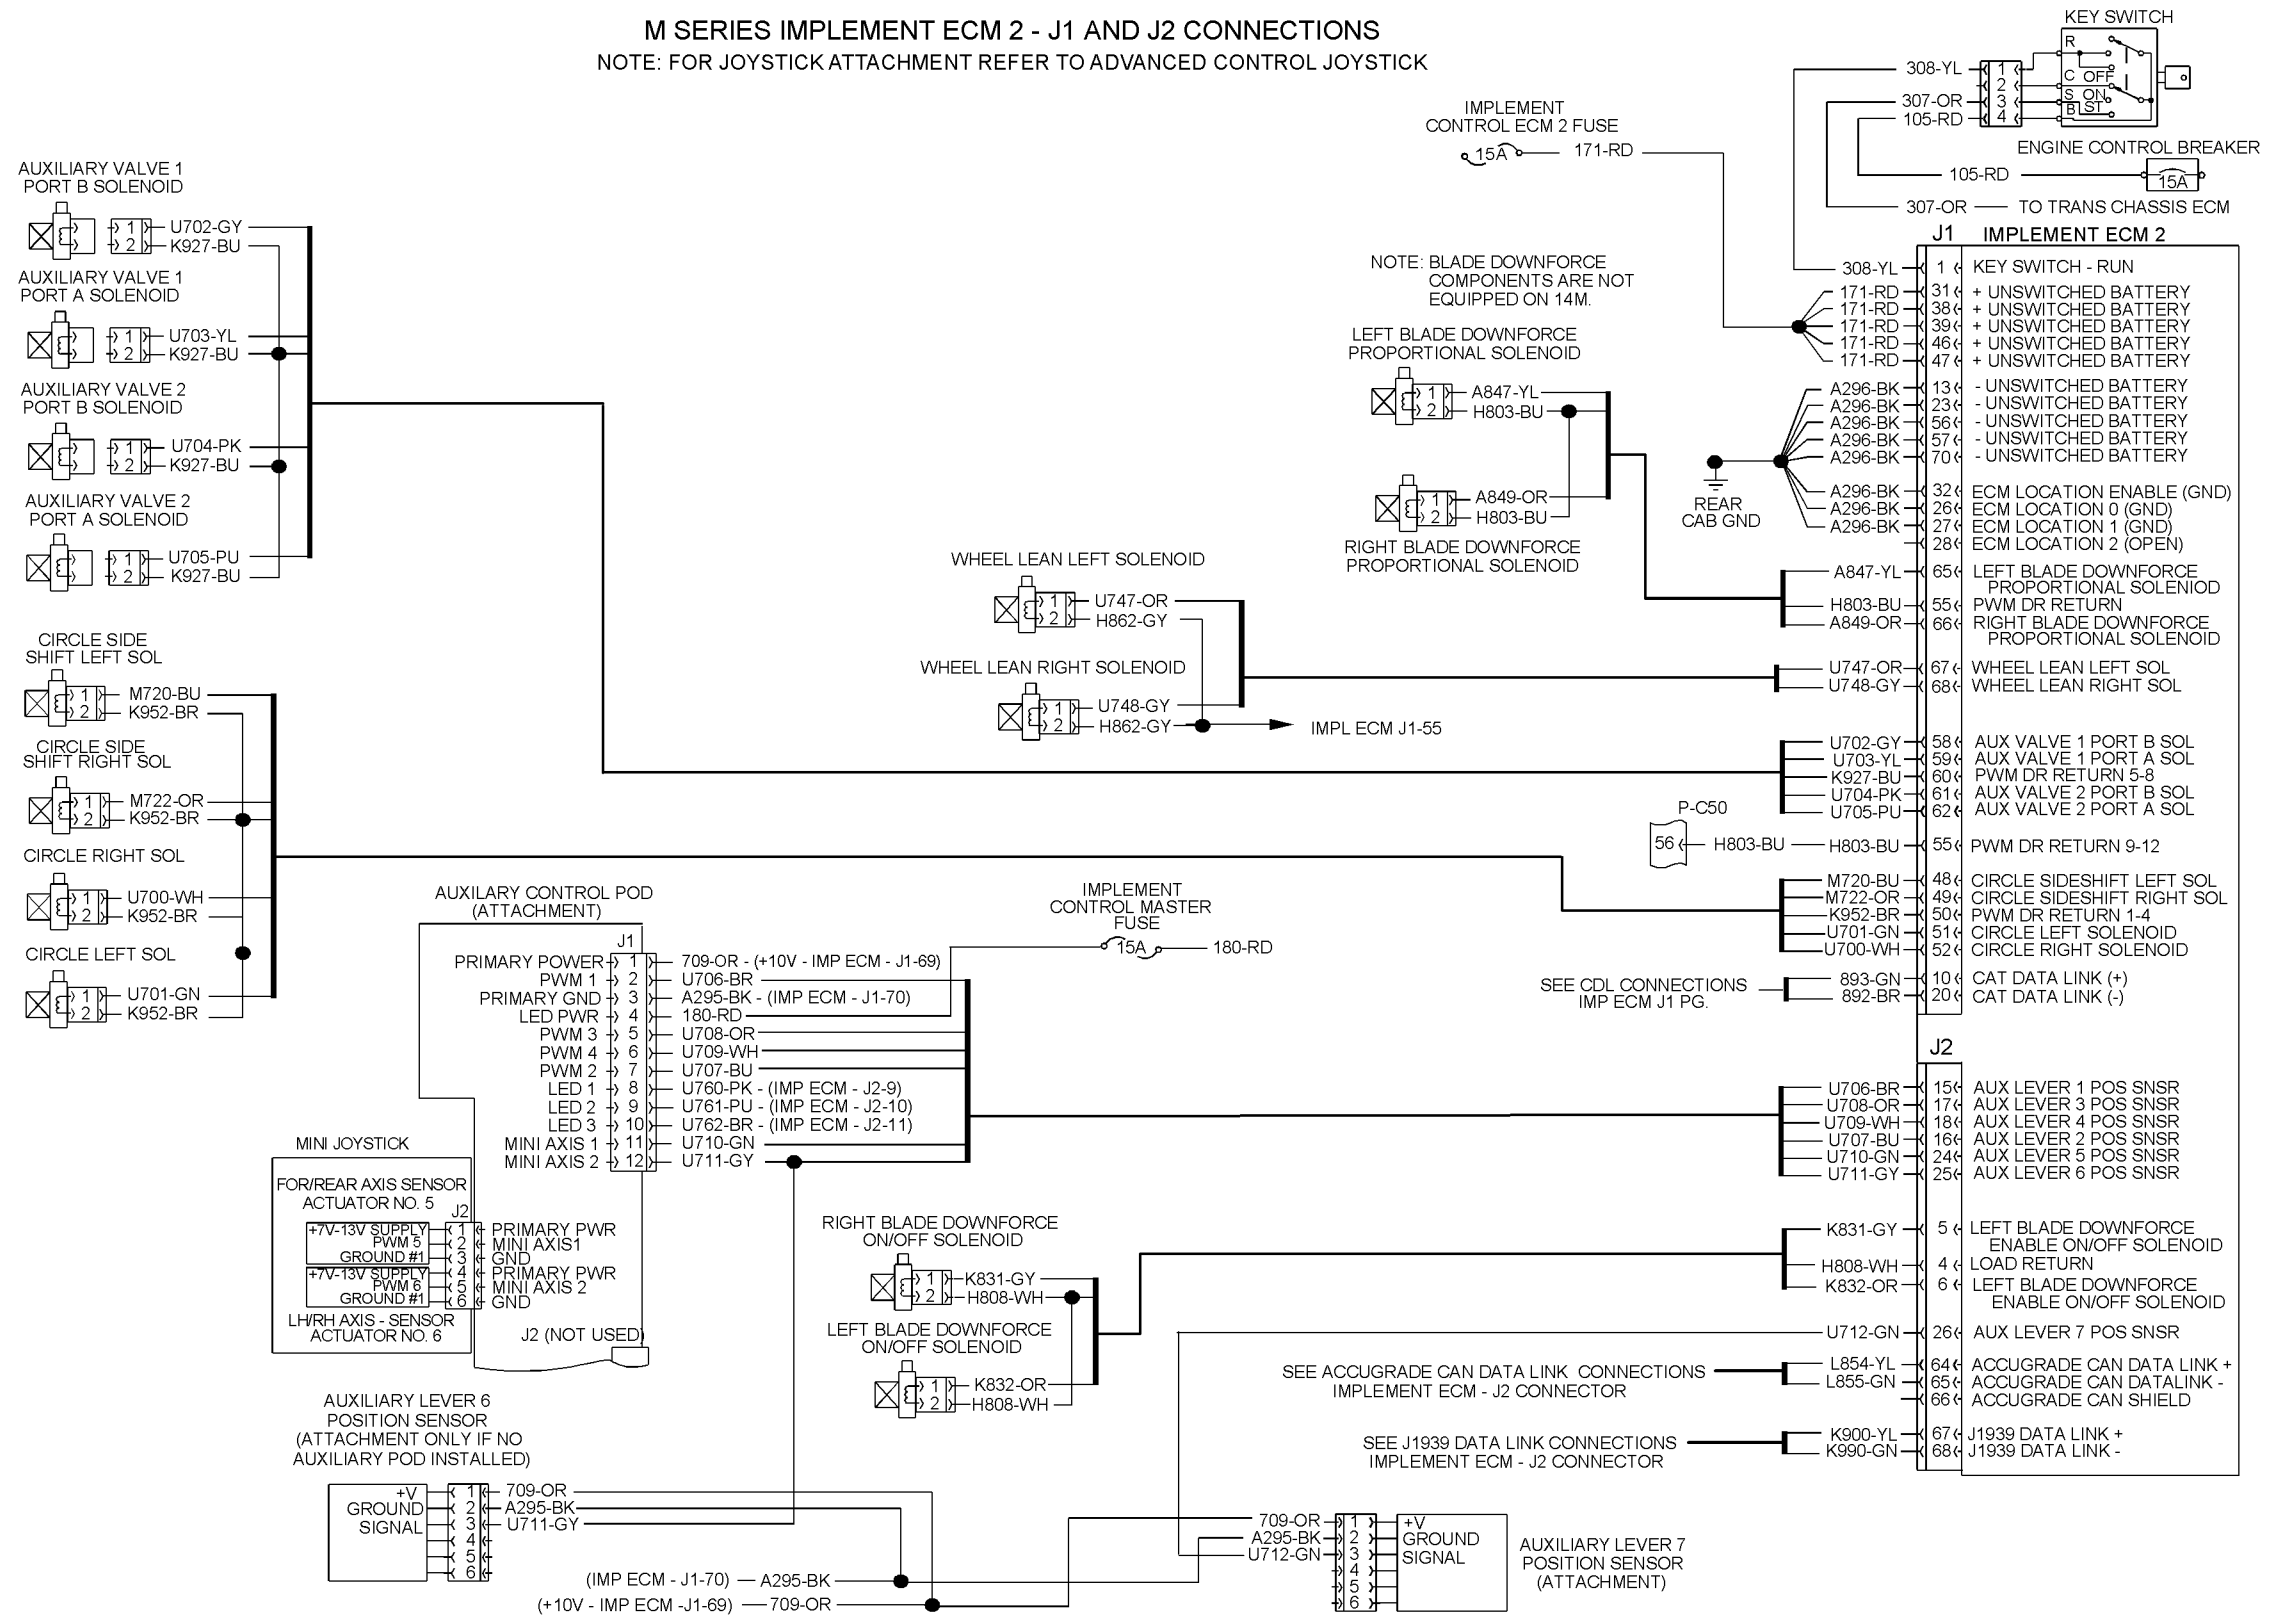 M SERIES IMPLEMENT ECM 2 - J1 AND J2 CONNECTIONS
NOTE: FOR JOYSTICK ATTACHMENT REFER TO ADVANCED CONTROL JOYSTICK
KEY SWITCH
308-YL
307-OR
105-RD
1
2
3
4
R
C OFF
S ON
B ST
ENGINE CONTROL BREAKER
105-RD
15A
307-OR
TO TRANS CHASSIS ECM
IMPLEMENT
CONTROL ECM 2 FUSE
15A
171-RD
J1 IMPLEMENT ECM 2
308-YL 1 KEY SWITCH - RUN
171-RD 31 + UNSWITCHED BATTERY
171-RD 38 + UNSWITCHED BATTERY
171-RD 39 + UNSWITCHED BATTERY
171-RD 46 + UNSWITCHED BATTERY
171-RD 47 + UNSWITCHED BATTERY
A296-BK 13 - UNSWITCHED BATTERY
A296-BK 23 - UNSWITCHED BATTERY
A296-BK 56 - UNSWITCHED BATTERY
A296-BK 57 - UNSWITCHED BATTERY
A296-BK 70 - UNSWITCHED BATTERY
A296-BK 32 ECM LOCATION ENABLE (GND)
A296-BK 26 ECM LOCATION 0 (GND)
A296-BK 27 ECM LOCATION 1 (GND)
28 ECM LOCATION 2 (OPEN)
REAR
CAB GND
A847-YL 65 LEFT BLADE DOWNFORCE
PROPORTIONAL SOLENIOD
H803-BU 55 PWM DR RETURN
A849-OR 66 RIGHT BLADE DOWNFORCE
PROPORTIONAL SOLENOID
U747-OR 67 WHEEL LEAN LEFT SOL
U748-GY 68 WHEEL LEAN RIGHT SOL
U702-GY 58 AUX VALVE 1 PORT B SOL
U703-YL 59 AUX VALVE 1 PORT A SOL
K927-BU 60 PWM DR RETURN 5-8
U704-PK 61 AUX VALVE 2 PORT B SOL
U705-PU 62 AUX VALVE 2 PORT A SOL
P-C50
56 H803-BU H803-BU 55 PWM DR RETURN 9-12
M720-BU 48 CIRCLE SIDESHIFT LEFT SOL
M722-OR 49 CIRCLE SIDESHIFT RIGHT SOL
K952-BR 50 PWM DR RETURN 1-4
U701-GN 51 CIRCLE LEFT SOLENOID
U700-WH 52 CIRCLE RIGHT SOLENOID
SEE CDL CONNECTIONS
IMP ECM J1 PG.
893-GN 10 CAT DATA LINK (+)
892-BR 20 CAT DATA LINK (-)
J2
U706-BR 15 AUX LEVER 1 POS SNSR
U708-OR 17 AUX LEVER 3 POS SNSR
U709-WH 18 AUX LEVER 4 POS SNSR
U707-BU 16 AUX LEVER 2 POS SNSR
U710-GN 24 AUX LEVER 5 POS SNSR
U711-GY 25 AUX LEVER 6 POS SNSR
K831-GY 5 LEFT BLADE DOWNFORCE
ENABLE ON/OFF SOLENOID
H808-WH 4 LOAD RETURN
K832-OR 6 LEFT BLADE DOWNFORCE
ENABLE ON/OFF SOLENOID
U712-GN 26 AUX LEVER 7 POS SNSR
SEE ACCUGRADE CAN DATA LINK CONNECTIONS
IMPLEMENT ECM - J2 CONNECTOR
L854-YL 64 ACCUGRADE CAN DATA LINK +
L855-GN 65 ACCUGRADE CAN DATALINK -
66 ACCUGRADE CAN SHIELD
SEE J1939 DATA LINK CONNECTIONS
IMPLEMENT ECM - J2 CONNECTOR
K900-YL 67 J1939 DATA LINK +
K990-GN 68 J1939 DATA LINK -
NOTE: BLADE DOWNFORCE
COMPONENTS ARE NOT
EQUIPPED ON 14M.
LEFT BLADE DOWNFORCE
PROPORTIONAL SOLENOID
1 A847-YL
2 H803-BU
1 A849-OR
2 H803-BU
RIGHT BLADE DOWNFORCE
PROPORTIONAL SOLENOID
WHEEL LEAN LEFT SOLENOID
1 U747-OR
2 H862-GY
WHEEL LEAN RIGHT SOLENOID
1 U748-GY
2 H862-GY
IMPL ECM J1-55
AUXILIARY VALVE 1
PORT B SOLENOID
1 U702-GY
2 K927-BU
AUXILIARY VALVE 1
PORT A SOLENOID
1 U703-YL
2 K927-BU
AUXILIARY VALVE 2
PORT B SOLENOID
1 U704-PK
2 K927-BU
AUXILIARY VALVE 2
PORT A SOLENOID
1 U705-PU
2 K927-BU
CIRCLE SIDE
SHIFT LEFT SOL
1 M720-BU
2 K952-BR
CIRCLE SIDE
SHIFT RIGHT SOL
1 M722-OR
2 K952-BR
CIRCLE RIGHT SOL
1 U700-WH
2 K952-BR
CIRCLE LEFT SOL
1 U701-GN
2 K952-BR
AUXILARY CONTROL POD
(ATTACHMENT)
J1
PRIMARY POWER 1 709-OR - (+10V - IMP ECM - J1-69)
PWM 1 2 U706-BR
PRIMARY GND 3 A295-BK - (IMP ECM - J1-70)
LED PWR 4 180-RD
PWM 3 5 U708-OR
PWM 4 6 U709-WH
PWM 2 7 U707-BU
LED 1 8 U760-PK - (IMP ECM - J2-9)
LED 2 9 U761-PU - (IMP ECM - J2-10)
LED 3 10 U762-BR - (IMP ECM - J2-11)
MINI AXIS 1 11 U710-GN
MINI AXIS 2 12 U711-GY
IMPLEMENT
CONTROL MASTER
FUSE
15A
180-RD
MINI JOYSTICK
FOR/REAR AXIS SENSOR
ACTUATOR NO. 5
J2
+7V-13V SUPPLY 1 PRIMARY PWR
PWM 5 2 MINI AXIS1
GROUND #1 3 GND
+7V-13V SUPPLY 4 PRIMARY PWR
PWM 6 5 MINI AXIS 2
GROUND #1 6 GND
LH/RH AXIS - SENSOR
ACTUATOR NO. 6
J2 (NOT USED)
RIGHT BLADE DOWNFORCE
ON/OFF SOLENOID
1 K831-GY
2 H808-WH
LEFT BLADE DOWNFORCE
ON/OFF SOLENOID
1 K832-OR
2 H808-WH
AUXILIARY LEVER 6
POSITION SENSOR
(ATTACHMENT ONLY IF NO
AUXILIARY POD INSTALLED)
+V 1 709-OR
GROUND 2 A295-BK
SIGNAL 3 U711-GY
4
5
6
(IMP ECM - J1-70) A295-BK
(+10V - IMP ECM -J1-69) 709-OR
709-OR 1 +V
A295-BK 2 GROUND
U712-GN 3 SIGNAL
4
5
6
AUXILIARY LEVER 7
POSITION SENSOR
(ATTACHMENT)